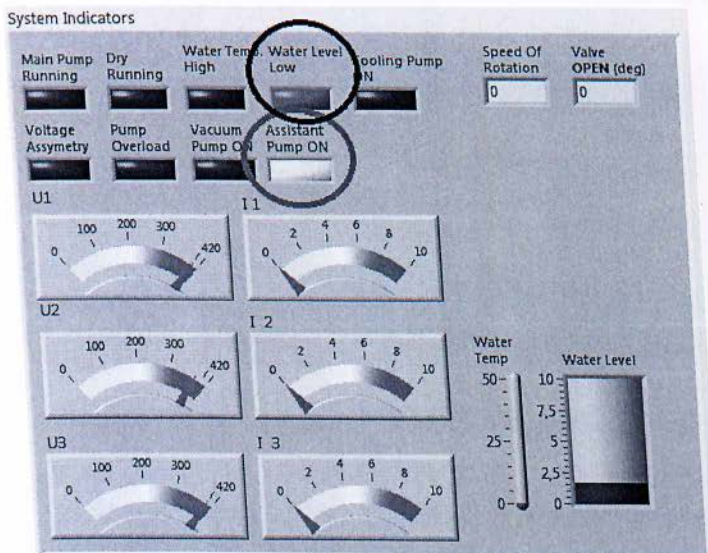 System Indicators
Main Pump Running
Dry Running
Water Temp. High
Water Level Low
Cooling Pump ON
Speed Of Rotation
0
Valve OPEN (deg)
0
Voltage Assymetry
Pump Overload
Vacuum Pump ON
Assistant Pump ON
U1
0 100 200 300 420
I 1
0 2 4 6 8 10
U2
0 100 200 300 420
I 2
0 2 4 6 8 10
U3
0 100 200 300 420
I 3
0 2 4 6 8 10
Water Temp
50
25
0
Water Level
10
7,5
5
2,5
0